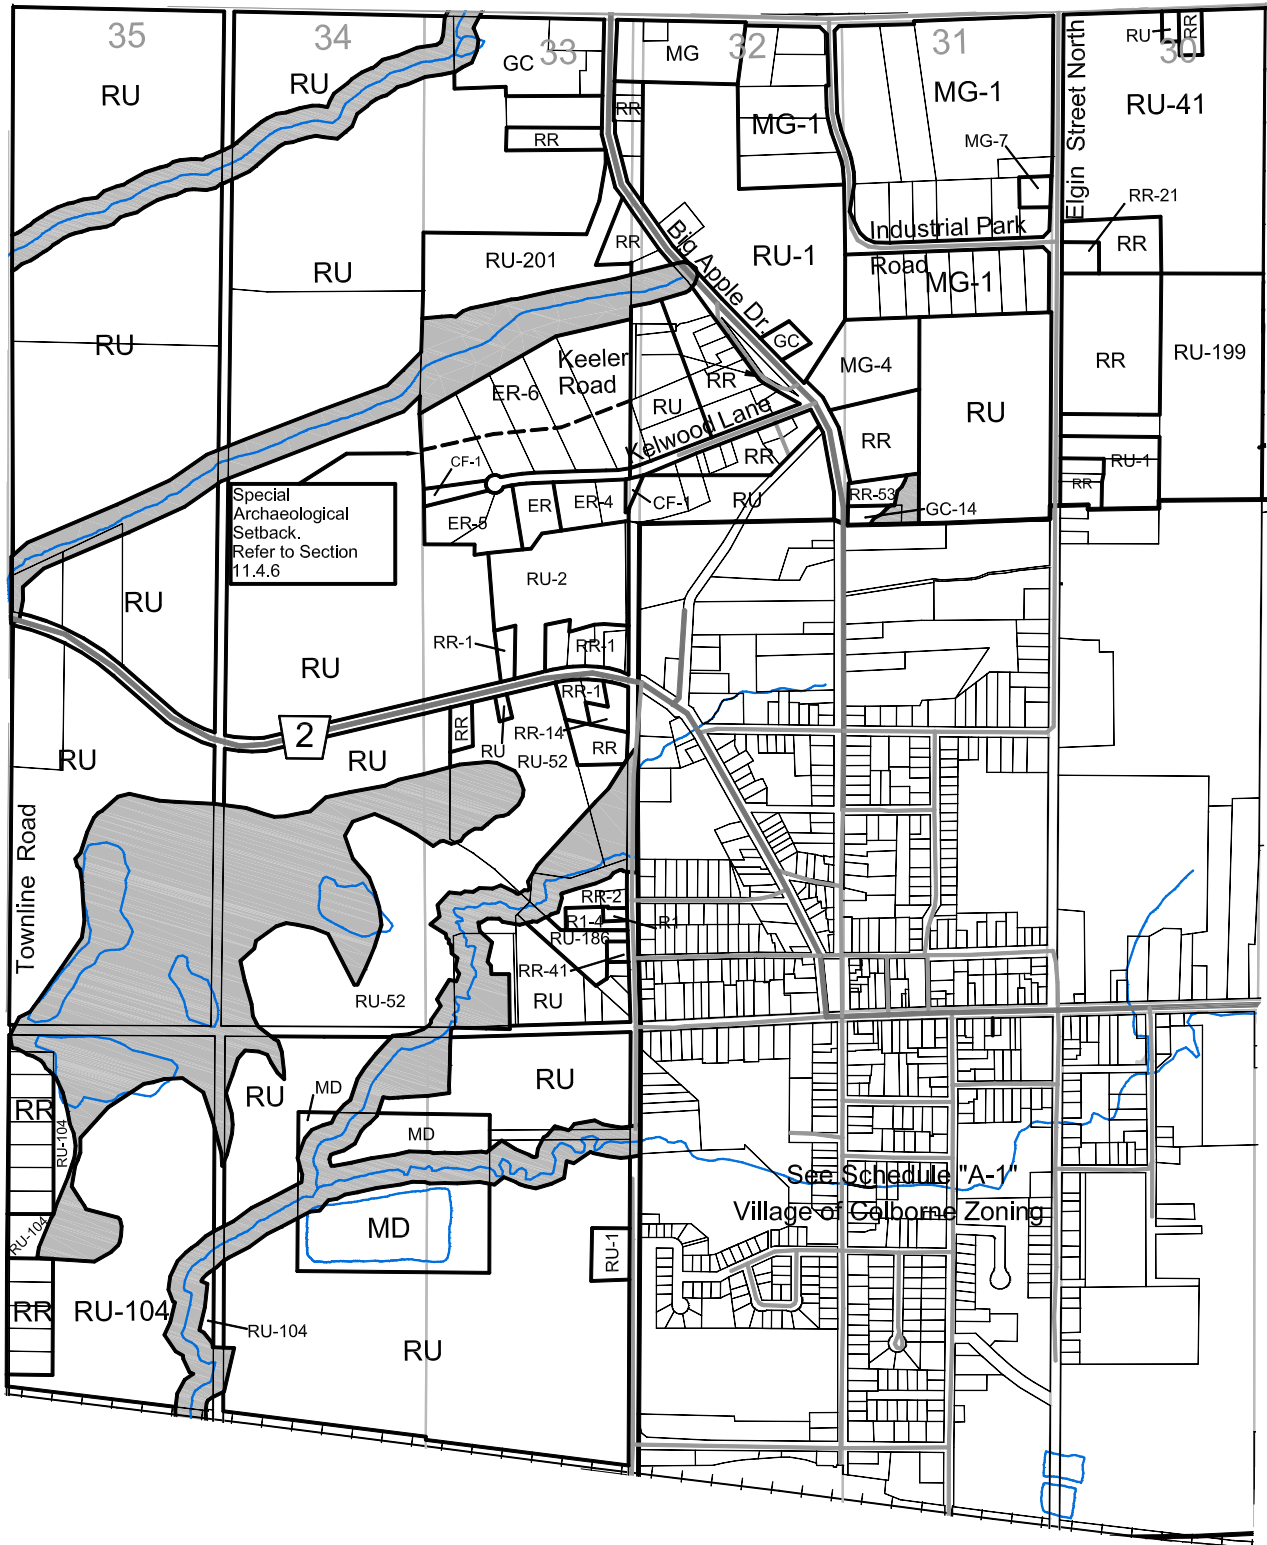 35
34
33
32
31
30
RU
RU
GC
MG
MG-1
MG-1
RU
RR
RU-41
RR
RR
MG-7
RR-21
RR
RR
Elgin Street North
Big Apple Dr.
Industrial Park
Road
RU-201
RU-1
MG-1
RU
RU
GC
MG-4
RR
RU-199
Keeler
Road
ER-6
RR
RU
RU
Kelwood Lane
RR
RR
CF-1
RU-1
RR
Special
Archaeological
Setback.
Refer to Section
11.4.6
ER-5
ER
ER-4
CF-1
RU
RR-53
GC-14
RU-2
RU
RR-1
RR-1
RU
RR-1
2
RR
RU
RR-14
RR
RU-52
RU
RU
Townline Road
RR-2
R1-4
R1
RU-186
RR-41
RU
RU-52
RU
RU
MD
MD
RR
RU-104
See Schedule "A-1"
Village of Colborne Zoning
MD
RU-104
RU-1
RR
RU-104
RU-104
RU